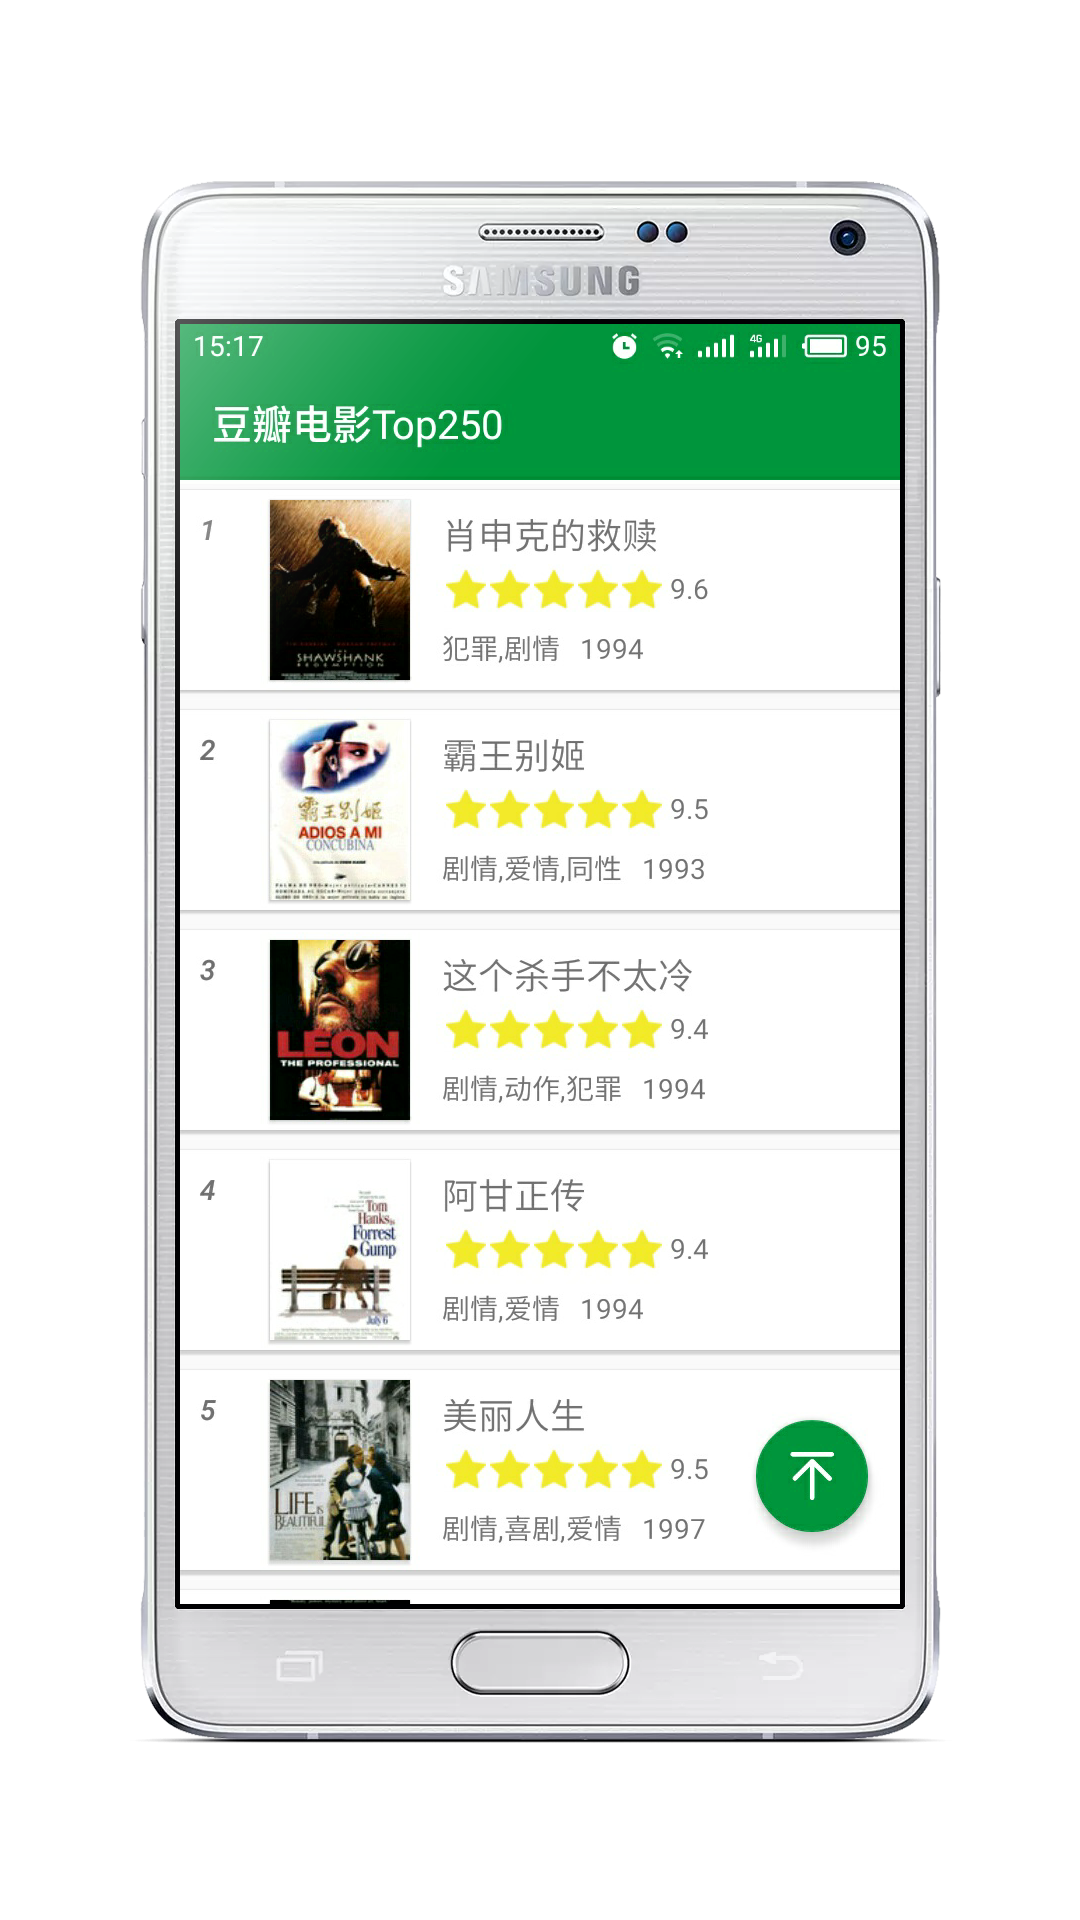 SAMSUNG
15:17
4G
95
豆瓣电影Top250
1
肖申克的救赎
9.6
犯罪,剧情 1994
THE
SHAWSHANK
REDEMPTION
2
霸王别姬
9.5
剧情,爱情,同性 1993
霸王别姬
ADIOS A MI
CONCUBINA
3
这个杀手不太冷
9.4
剧情,动作,犯罪 1994
LEON
THE PROFESSIONAL
4
阿甘正传
9.4
剧情,爱情 1994
Tom
Hanks is
Forrest
Gump
July 6
5
美丽人生
9.5
剧情,喜剧,爱情 1997
LIFE IS
BEAUTIFUL